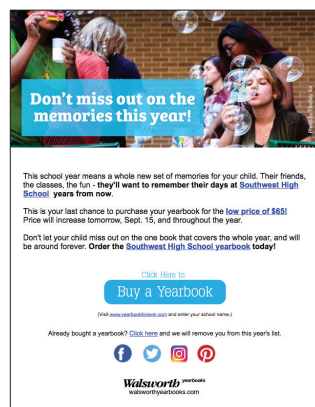 Don't miss out on the
memories this year!
This school year means a whole new set of memories for your child. Their friends,
the classes, the fun - they'll want to remember their days at Southwest High
School years from now.
This is your last chance to purchase your yearbook for the low price of $65!
Price will increase tomorrow, Sept. 15, and throughout the year.
Don't let your child miss out on the one book that covers the whole year, and will
be around forever. Order the Southwest High School yearbook today!
Click Here to
Buy a Yearbook
(Visit www.yearbookforever.com and enter your school name.)
Already bought a yearbook? Click here and we will remove you from this year's list.
Walsworth yearbooks
walsworthyearbooks.com